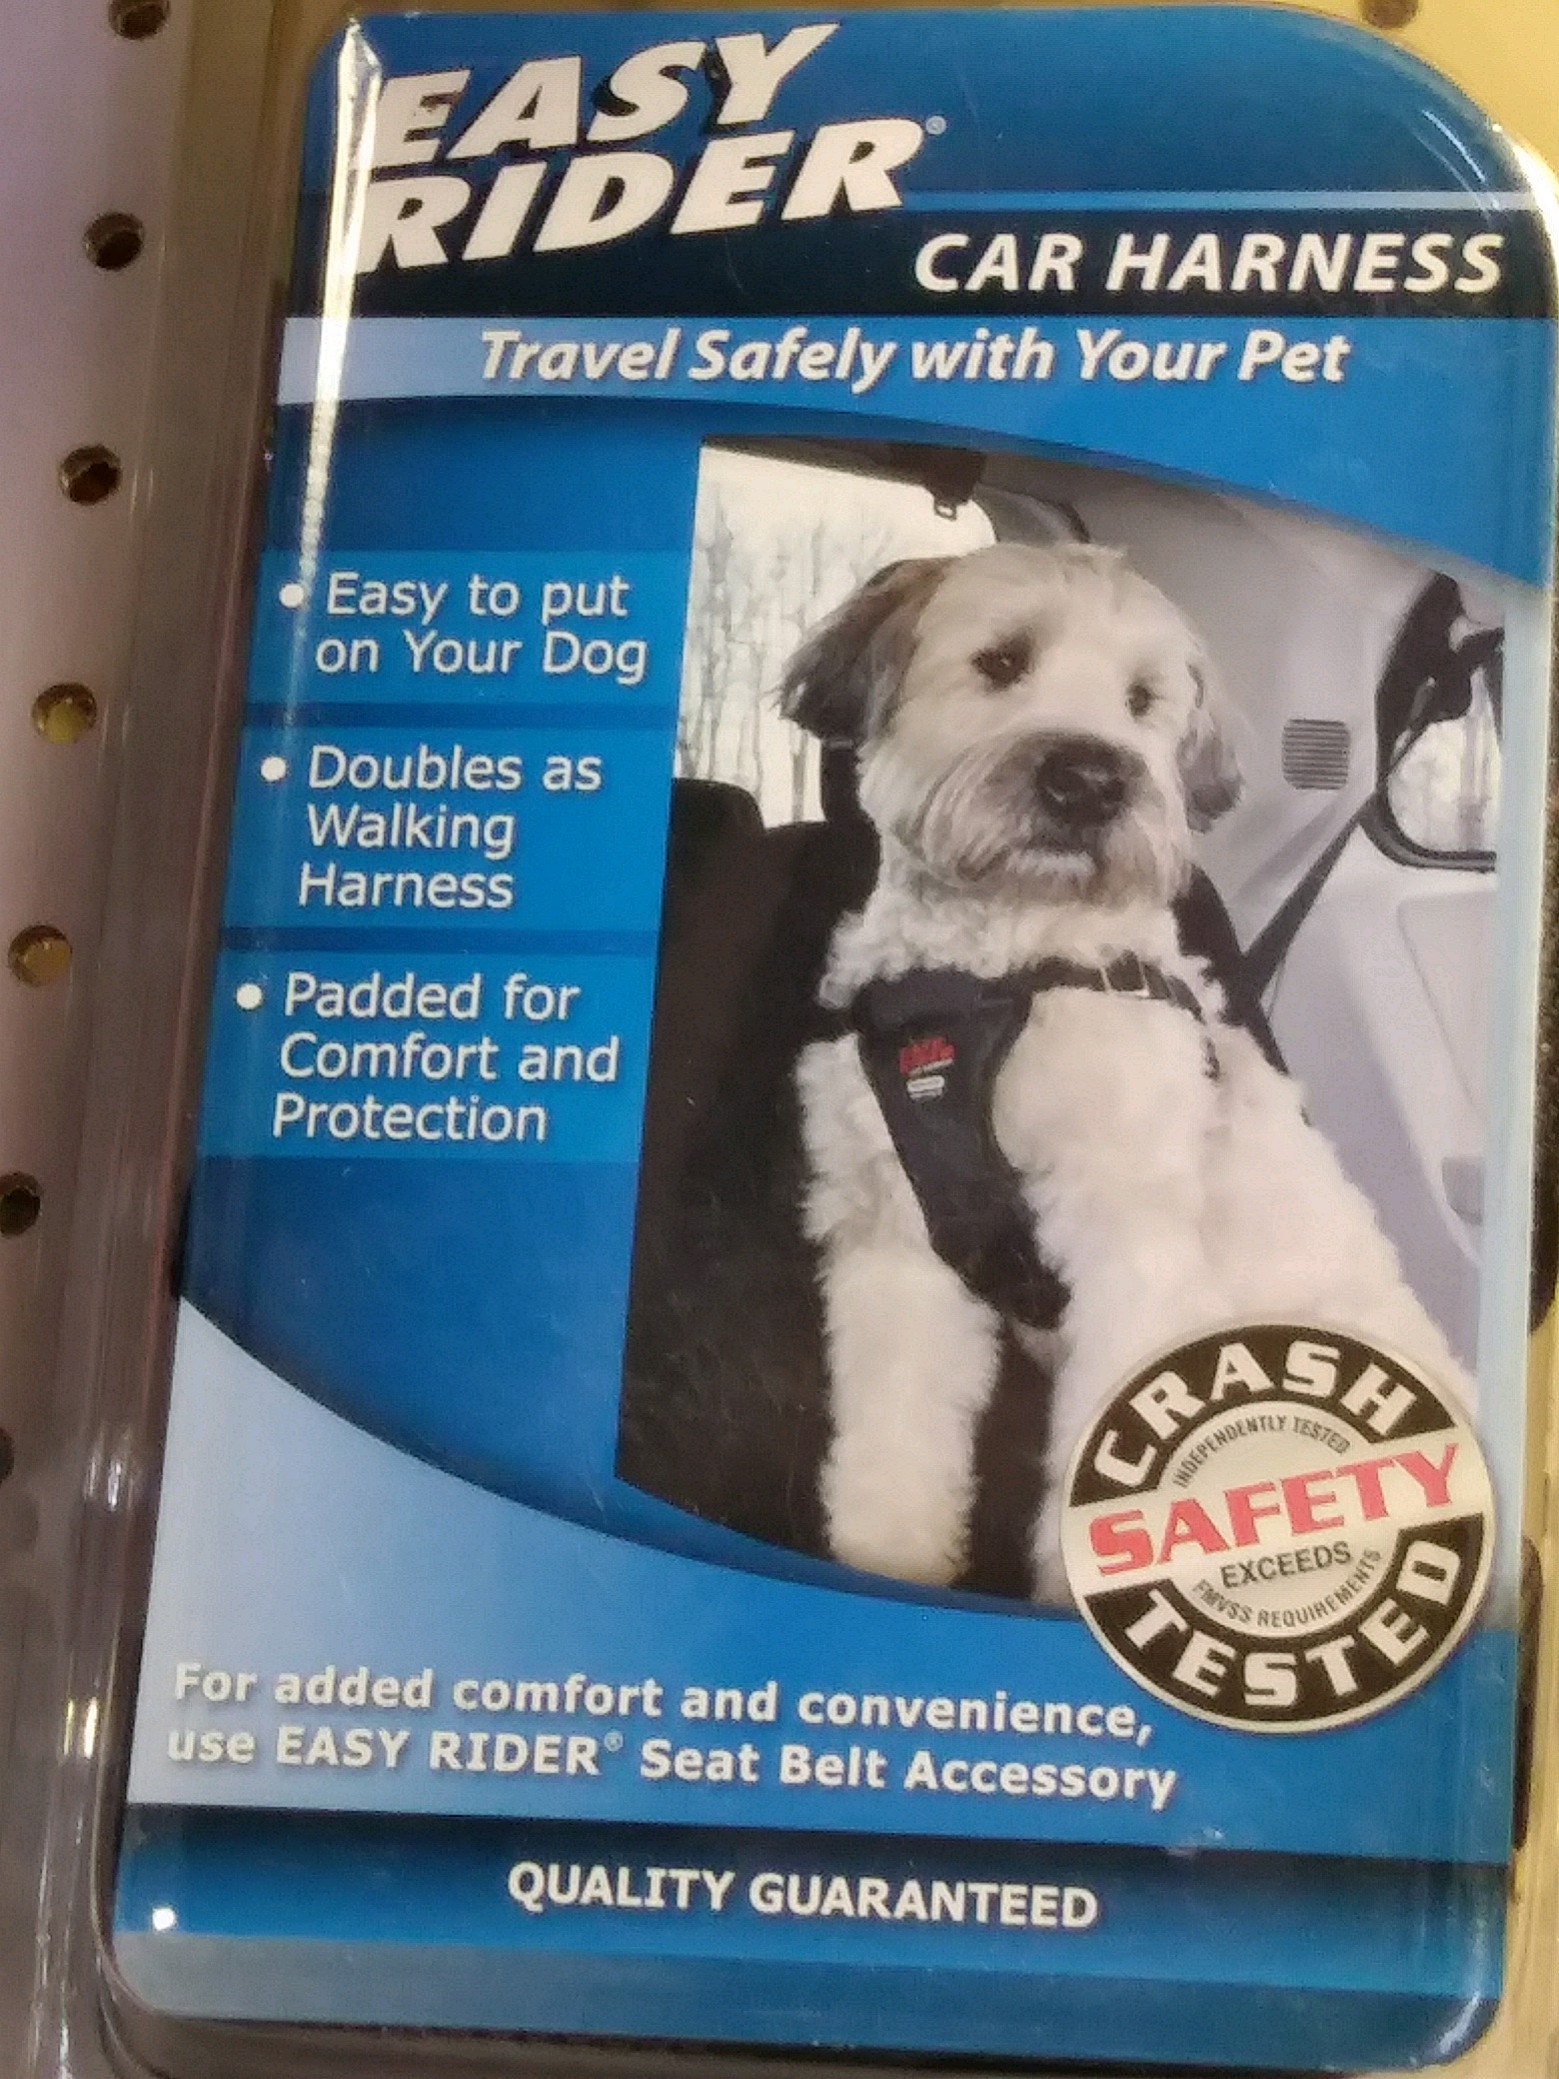 EASY
RIDER®
CAR HARNESS
Travel Safely with Your Pet
• Easy to put
on Your Dog
• Doubles as
Walking
Harness
• Padded for
Comfort and
Protection
CRASH
INDEPENDENTLY TESTED
SAFETY
EXCEEDS
FMVSS REQUIREMENTS
TESTED
For added comfort and convenience,
use EASY RIDER® Seat Belt Accessory
QUALITY GUARANTEED